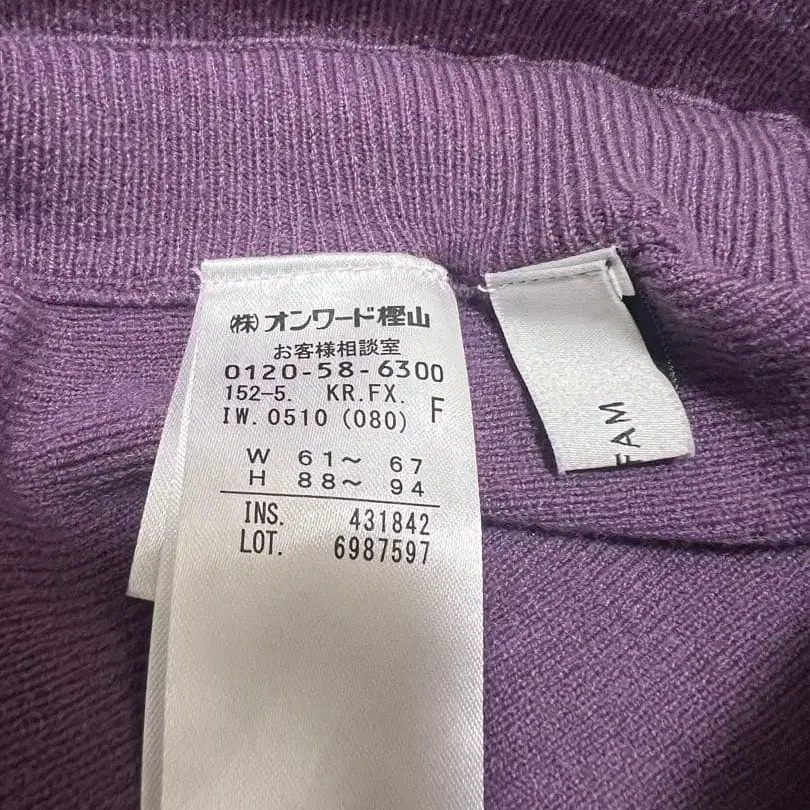 ㈱オンワード樫山
お客様相談室
0120-58-6300
152-5. KR.FX.
IW.0510 (080) F
W 61～ 67
H 88～ 94
INS. 431842
LOT. 6987597
FAM